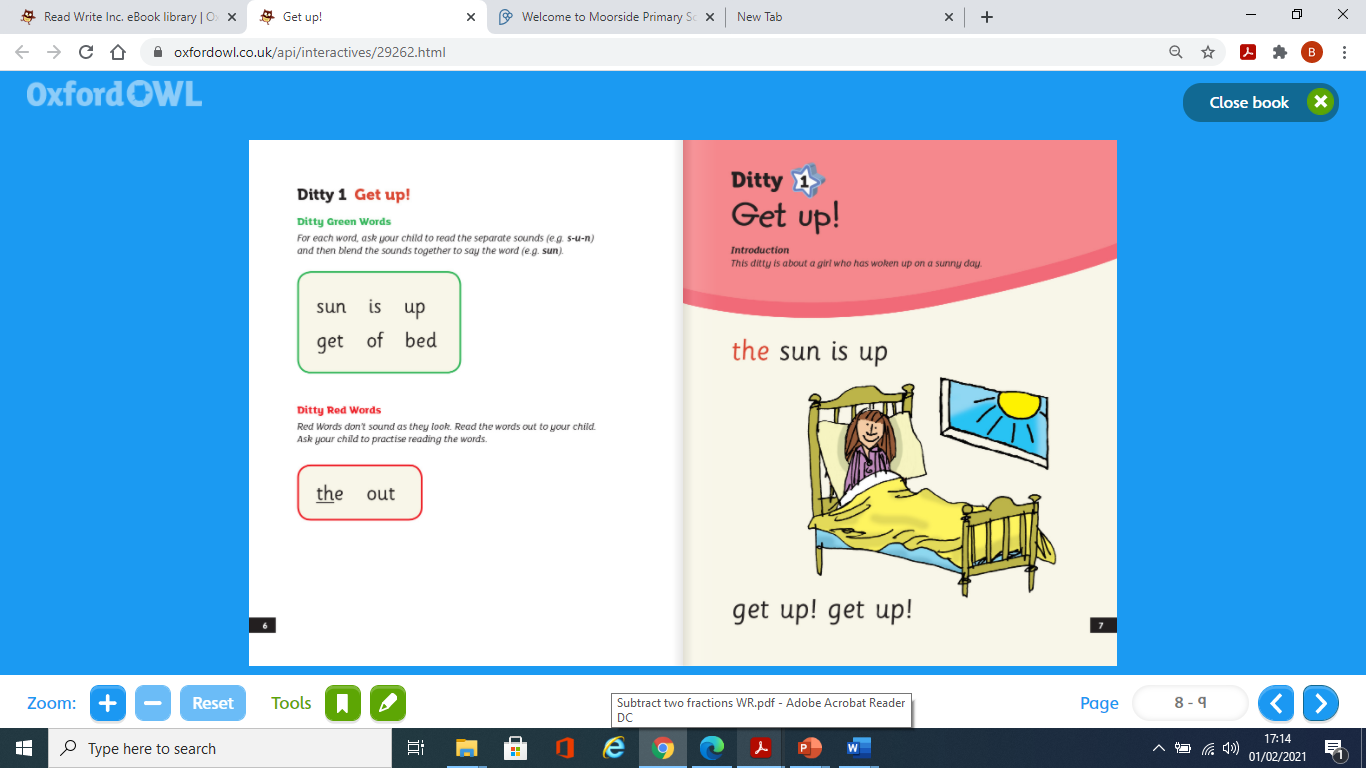 Read Write Inc. eBook library | Ox
Get up!
Welcome to Moorside Primary Sc
New Tab
oxfordowl.co.uk/api/interactives/29262.html
B
Oxford OWL
Close book
Ditty 1 Get up!
Ditty Green Words
For each word, ask your child to read the separate sounds (e.g. s-u-n)
and then blend the sounds together to say the word (e.g. sun).
sun is up
get of bed
Ditty Red Words
Red Words don't sound as they look. Read the words out to your child.
Ask your child to practise reading the words.
the out
6
Ditty 1
Get up!
Introduction
This ditty is about a girl who has woken up on a sunny day.
the sun is up
get up! get up!
7
Zoom:
Reset
Tools
Subtract two fractions WR.pdf - Adobe Acrobat Reader
DC
Page
8 - 9
Type here to search
17:14
01/02/2021
1